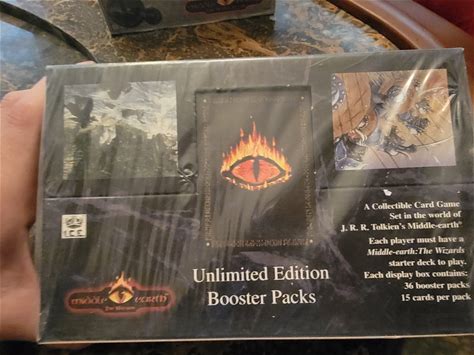 A Collectible Card Game
Set in the world of
J. R. R. Tolkien's Middle-earth®
Each player must have a
Middle-earth: The Wizards
starter deck to play.
Each display box contains:
36 booster packs
15 cards per pack
I.C.E.
Unlimited Edition
Booster Packs
middle earth
The Wizards